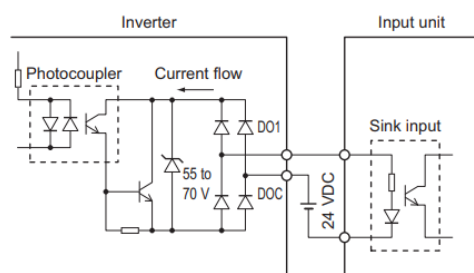 Inverter
Input unit
Photocoupler
Current flow
DO1
Sink input
55 to
70 V
DOC
24 VDC